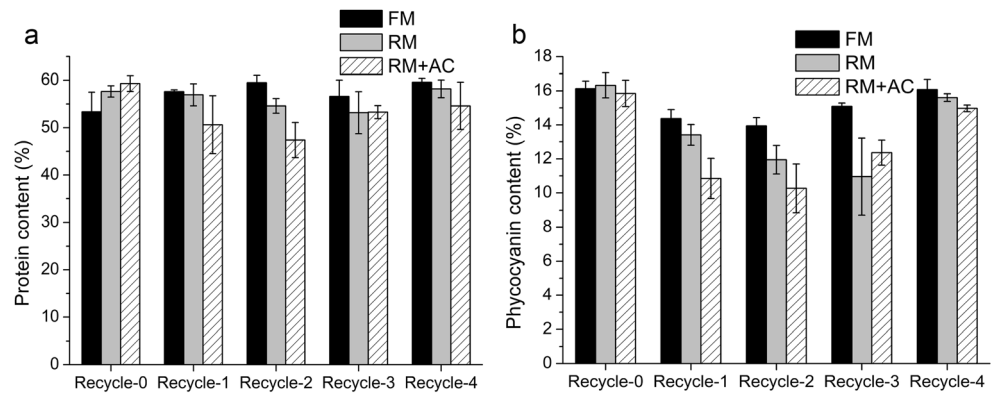 a
FM
RM
RM+AC
Protein content (%)
60
50
40
30
20
10
0
Recycle-0 Recycle-1 Recycle-2 Recycle-3 Recycle-4
b
FM
RM
RM+AC
Phycocyanin content (%)
18
16
14
12
10
8
6
4
2
0
Recycle-0 Recycle-1 Recycle-2 Recycle-3 Recycle-4